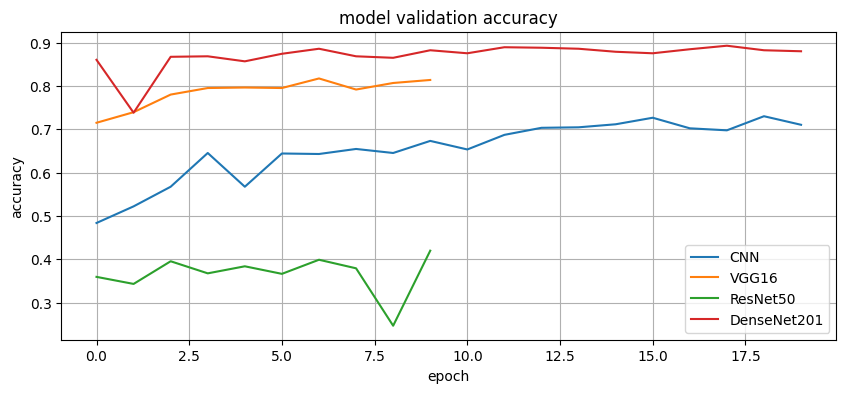 model validation accuracy
0.9
0.8
0.7
0.6
0.5
0.4
0.3
accuracy
CNN
VGG16
ResNet50
DenseNet201
0.0 2.5 5.0 7.5 10.0 12.5 15.0 17.5
epoch